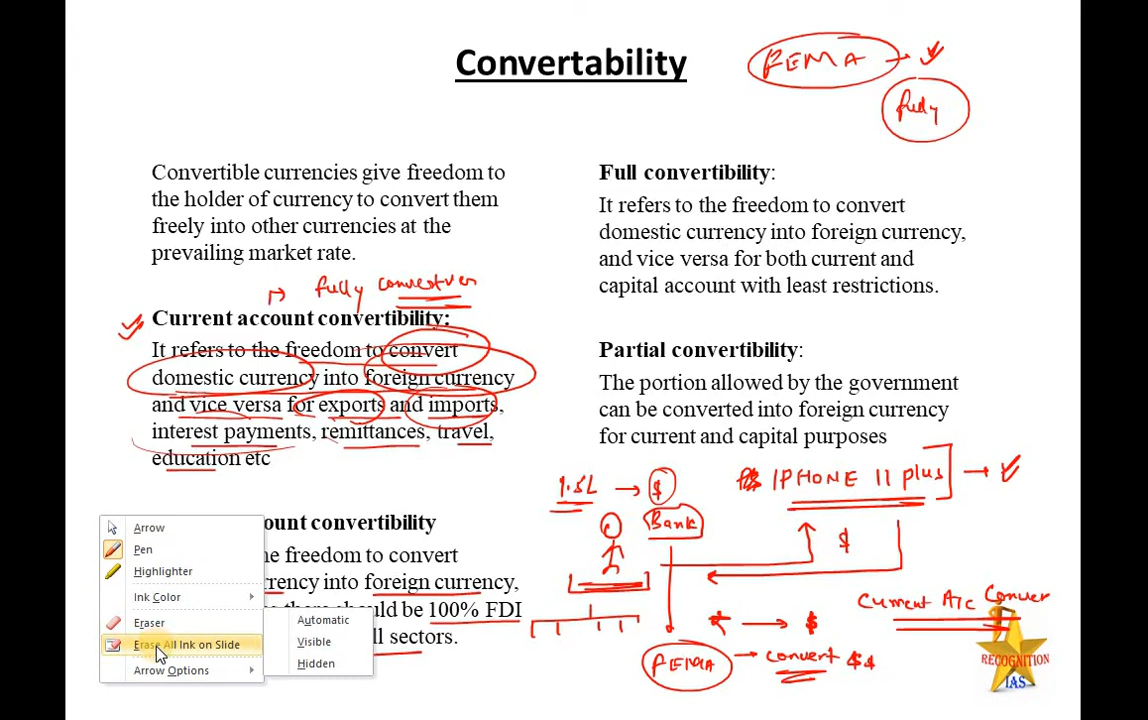 Convertability
FEMA
fully
Convertible currencies give freedom to
the holder of currency to convert them
freely into other currencies at the
prevailing market rate.
fully
Current account convertibility:
It refers to the freedom to convert
domestic currency into foreign currency
and vice versa for exports and imports,
interest payments, remittances, travel,
education etc
ount convertibility
he freedom to convert
rency into foreign currency,
there should be 100% FDI
ll sectors.
Full convertibility:
It refers to the freedom to convert
domestic currency into foreign currency,
and vice versa for both current and
capital account with least restrictions.
Partial convertibility:
The portion allowed by the government
can be converted into foreign currency
for current and capital purposes
IPHONE 11 plus
1.5L → $
Bank
$
Current A/c Conver
→ $
FEMA → convert $$
RECOGNITION
IAS
Arrow
Pen
Highlighter
Ink Color
Eraser
Erase All Ink on Slide
Arrow Options
Automatic
Visible
Hidden